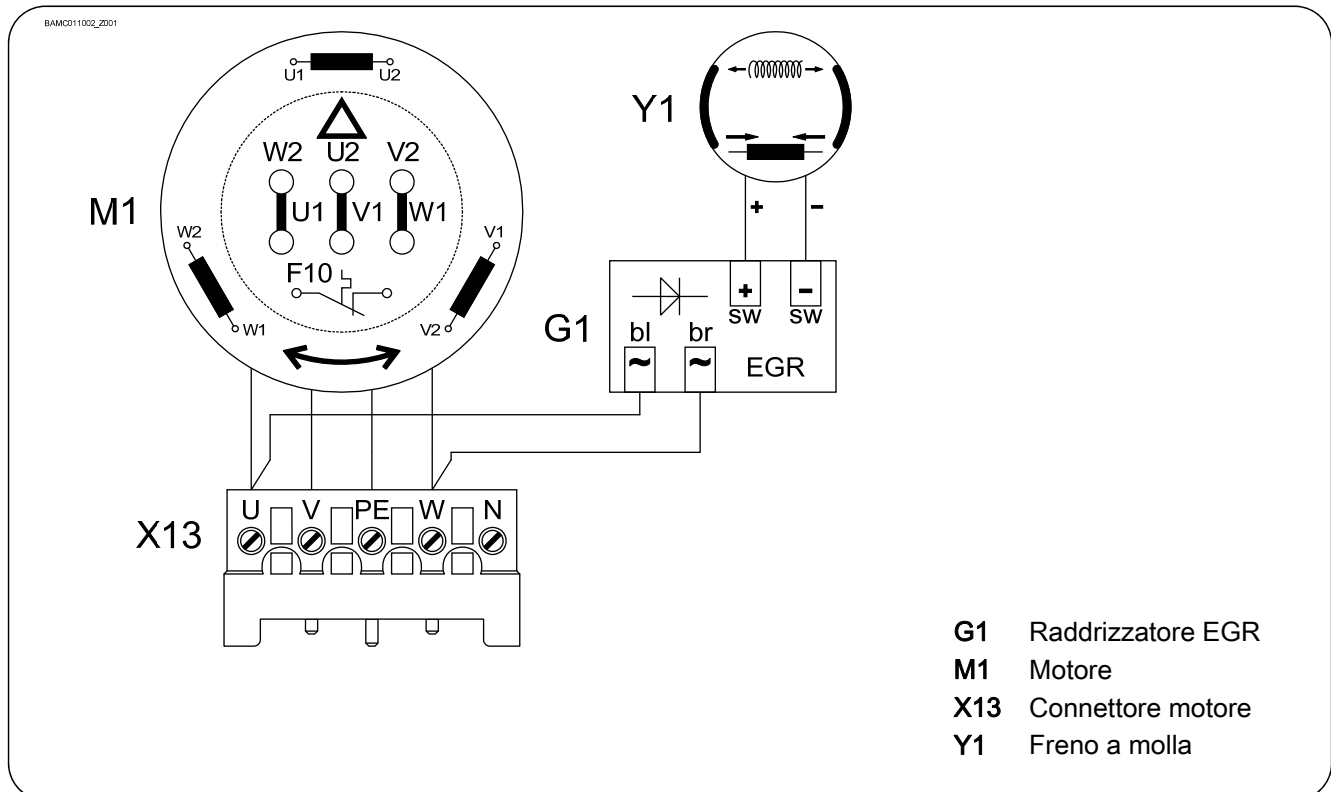 BAMC011002_Z001
U1 U2
Y1
W2 U2 V2
M1
U1 V1 W1
W2 V1
F10
W1 V2
+ -
+ -
sw sw
G1
bl br
~ ~
EGR
U V PE W N
X13
G1 Raddrizzatore EGR
M1 Motore
X13 Connettore motore
Y1 Freno a molla